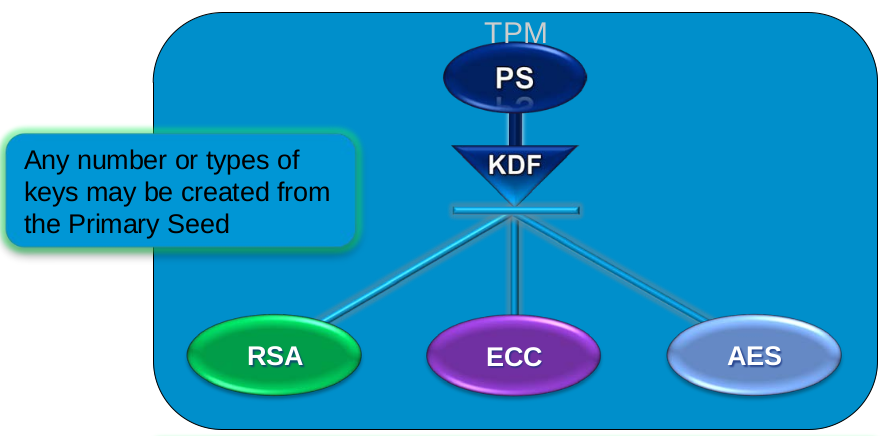 TPM
PS
KDF
Any number or types of
keys may be created from
the Primary Seed
RSA
ECC
AES